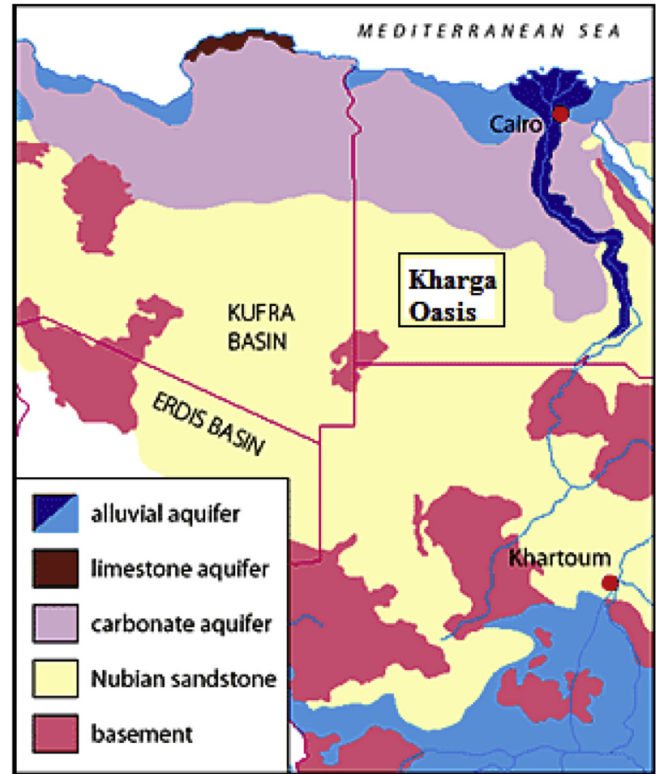 MEDITERRANEAN SEA
Cairo
Kharga
Oasis
KUFRA
BASIN
ERDIS BASIN
alluvial aquifer
limestone aquifer
carbonate aquifer
Nubian sandstone
basement
Khartoum